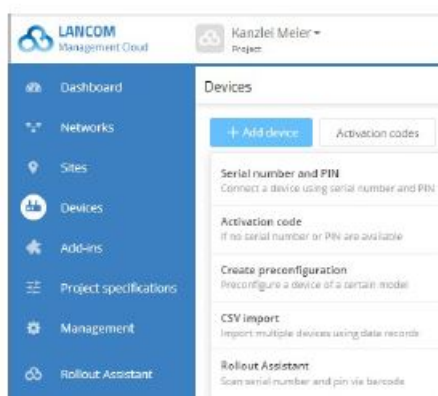 LANCOM
Management Cloud
Kanzlei Meier
Project
Dashboard
Devices
Networks
+ Add device
Activation codes
Sites
Serial number and PIN
Connect a device using serial number and PIN
Devices
Activation code
If no serial number or PIN are available
Add-ins
Create preconfiguration
Preconfigure a device of a certain model
Project specifications
CSV import
Import multiple devices using data records
Management
Rollout Assistant
Scan serial number and pin via barcode
Rollout Assistant